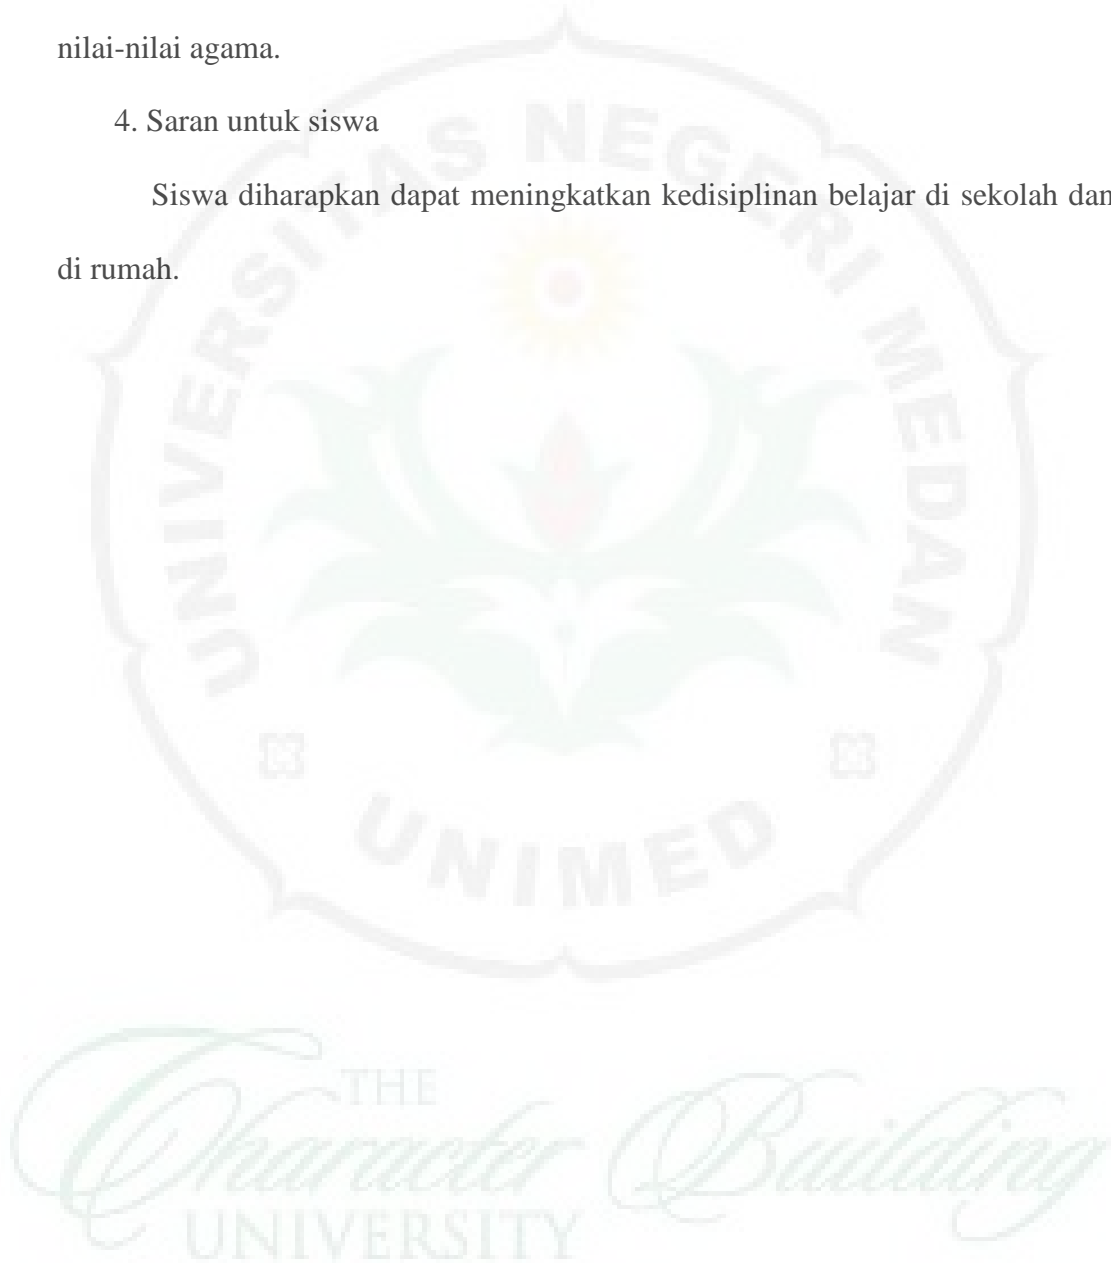 nilai-nilai agama.
4. Saran untuk siswa
Siswa diharapkan dapat meningkatkan kedisiplinan belajar di sekolah dan
di rumah.
UNIVERSITAS NEGERI MEDAN
UNIMED
THE
Character Building
UNIVERSITY